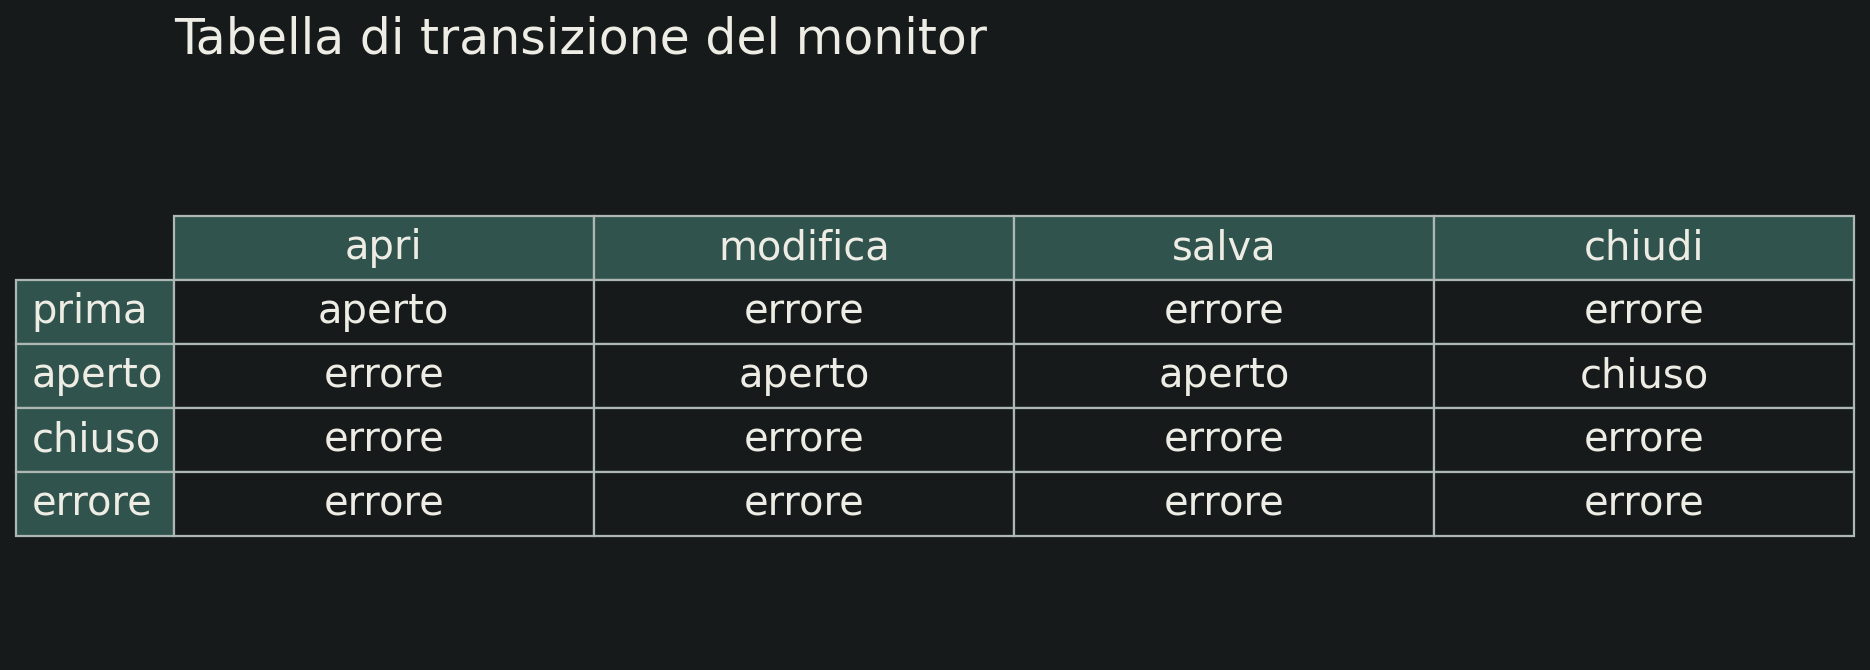 Tabella di transizione del monitor
apri modifica salva chiudi
prima aperto errore errore errore
aperto errore aperto aperto chiuso
chiuso errore errore errore errore
errore errore errore errore errore